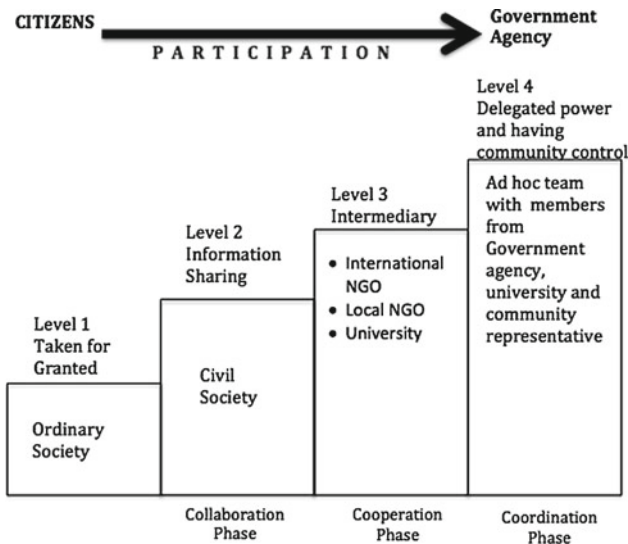 CITIZENS
Government
Agency
PARTICIPATION
Level 4
Delegated power
and having
community control
Ad hoc team
with members
from
Government
agency,
university and
community
representative
Level 3
Intermediary
• International
NGO
• Local NGO
• University
Level 2
Information
Sharing
Civil
Society
Level 1
Taken for
Granted
Ordinary
Society
Collaboration
Phase
Cooperation
Phase
Coordination
Phase